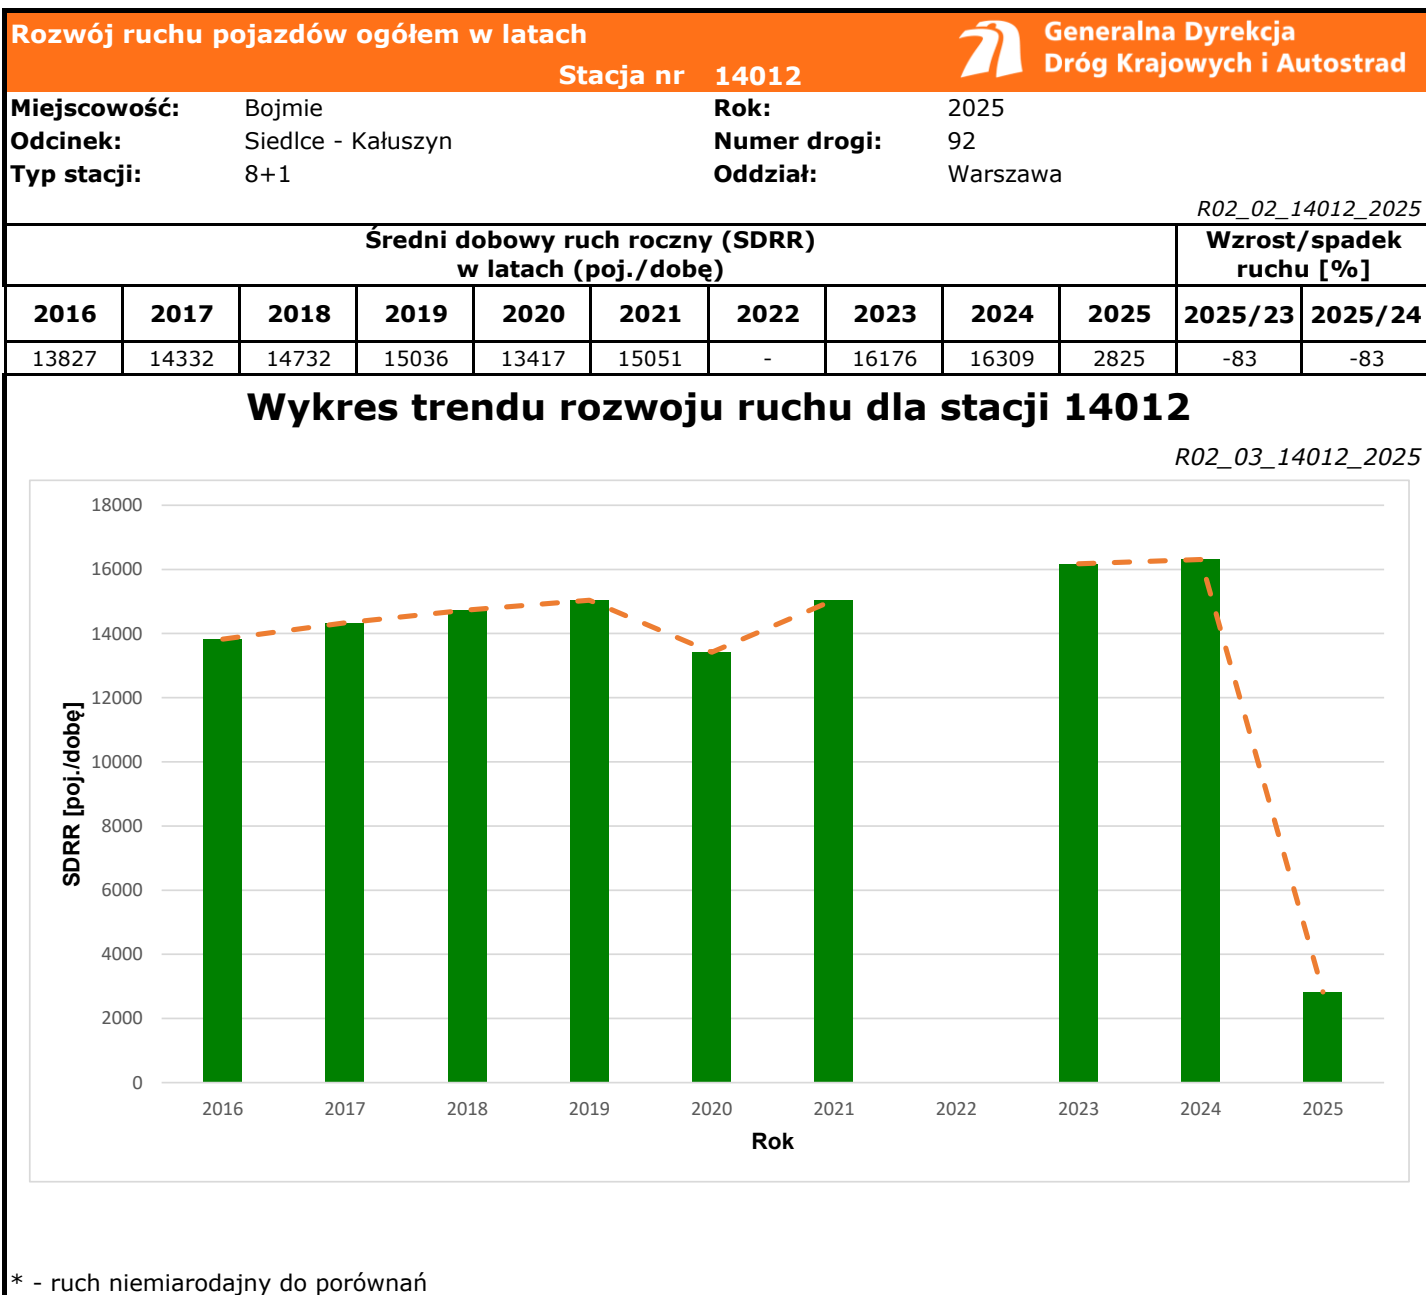 Rozwój ruchu pojazdów ogółem w latach
Stacja nr 14012
Generalna Dyrekcja
Dróg Krajowych i Autostrad
Miejscowość: Bojmie Rok: 2025
Odcinek: Siedlce - Kałuszyn Numer drogi: 92
Typ stacji: 8+1 Oddział: Warszawa
R02_02_14012_2025
Średni dobowy ruch roczny (SDRR)
w latach (poj./dobę)
Wzrost/spadek
ruchu [%]
2016 2017 2018 2019 2020 2021 2022 2023 2024 2025 2025/23 2025/24
13827 14332 14732 15036 13417 15051 - 16176 16309 2825 -83 -83
Wykres trendu rozwoju ruchu dla stacji 14012
R02_03_14012_2025
18000
16000
14000
12000
10000
8000
6000
4000
2000
0
SDRR [poj./dobę]
2016 2017 2018 2019 2020 2021 2022 2023 2024 2025
Rok
* - ruch niemiarodajny do porównań